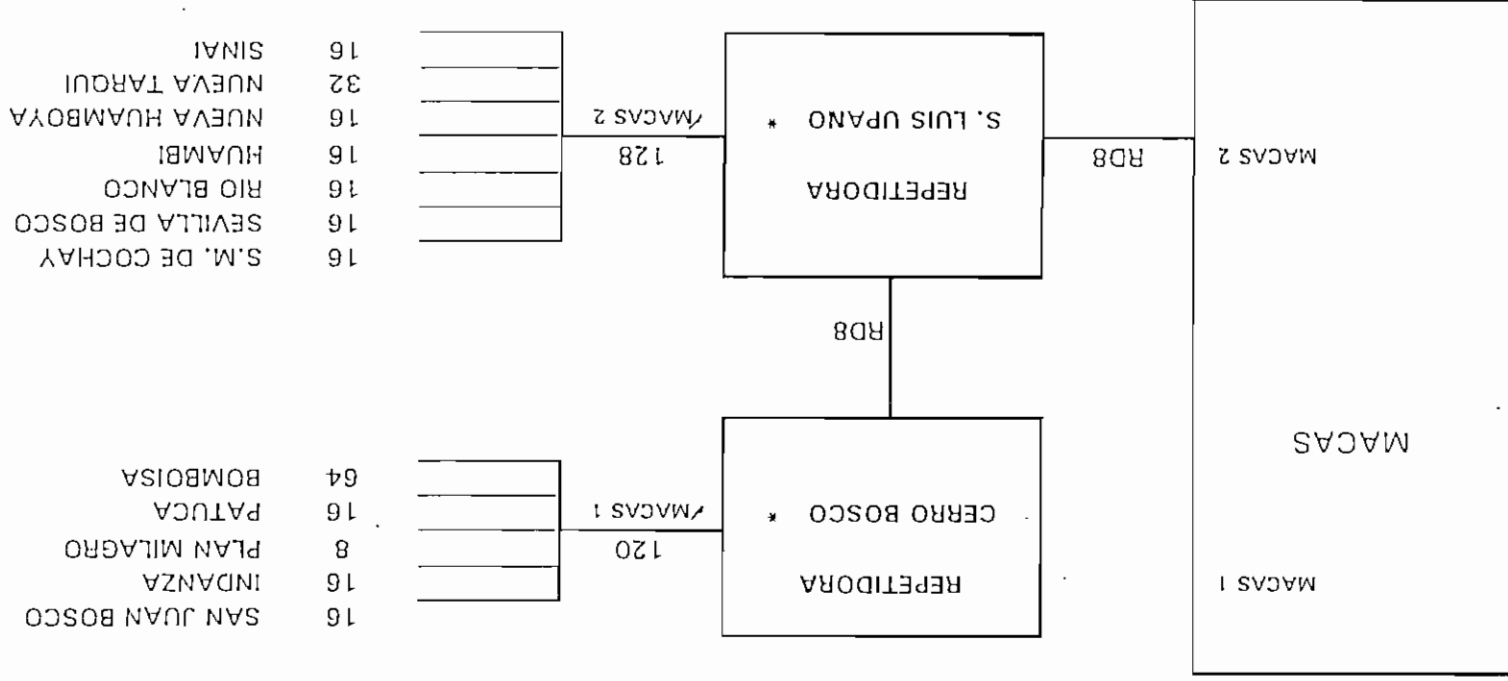 MACAS 1
MACAS
MACAS 2
REPETIDORA
CERRO BOSCO *
120
/MACAS 1
16 SAN JUAN BOSCO
16 INDANZA
8 PLAN MILAGRO
16 PATUCA
64 BOMBOISA
RD8
RD8
REPETIDORA
S. LUIS UPANO *
128
/MACAS 2
16 S.M. DE COCHAY
16 SEVILLA DE BOSCO
16 RIO BLANCO
16 HUAMBI
16 NUEVA HUAMBOYA
32 NUEVA TARQUI
16 SINAI